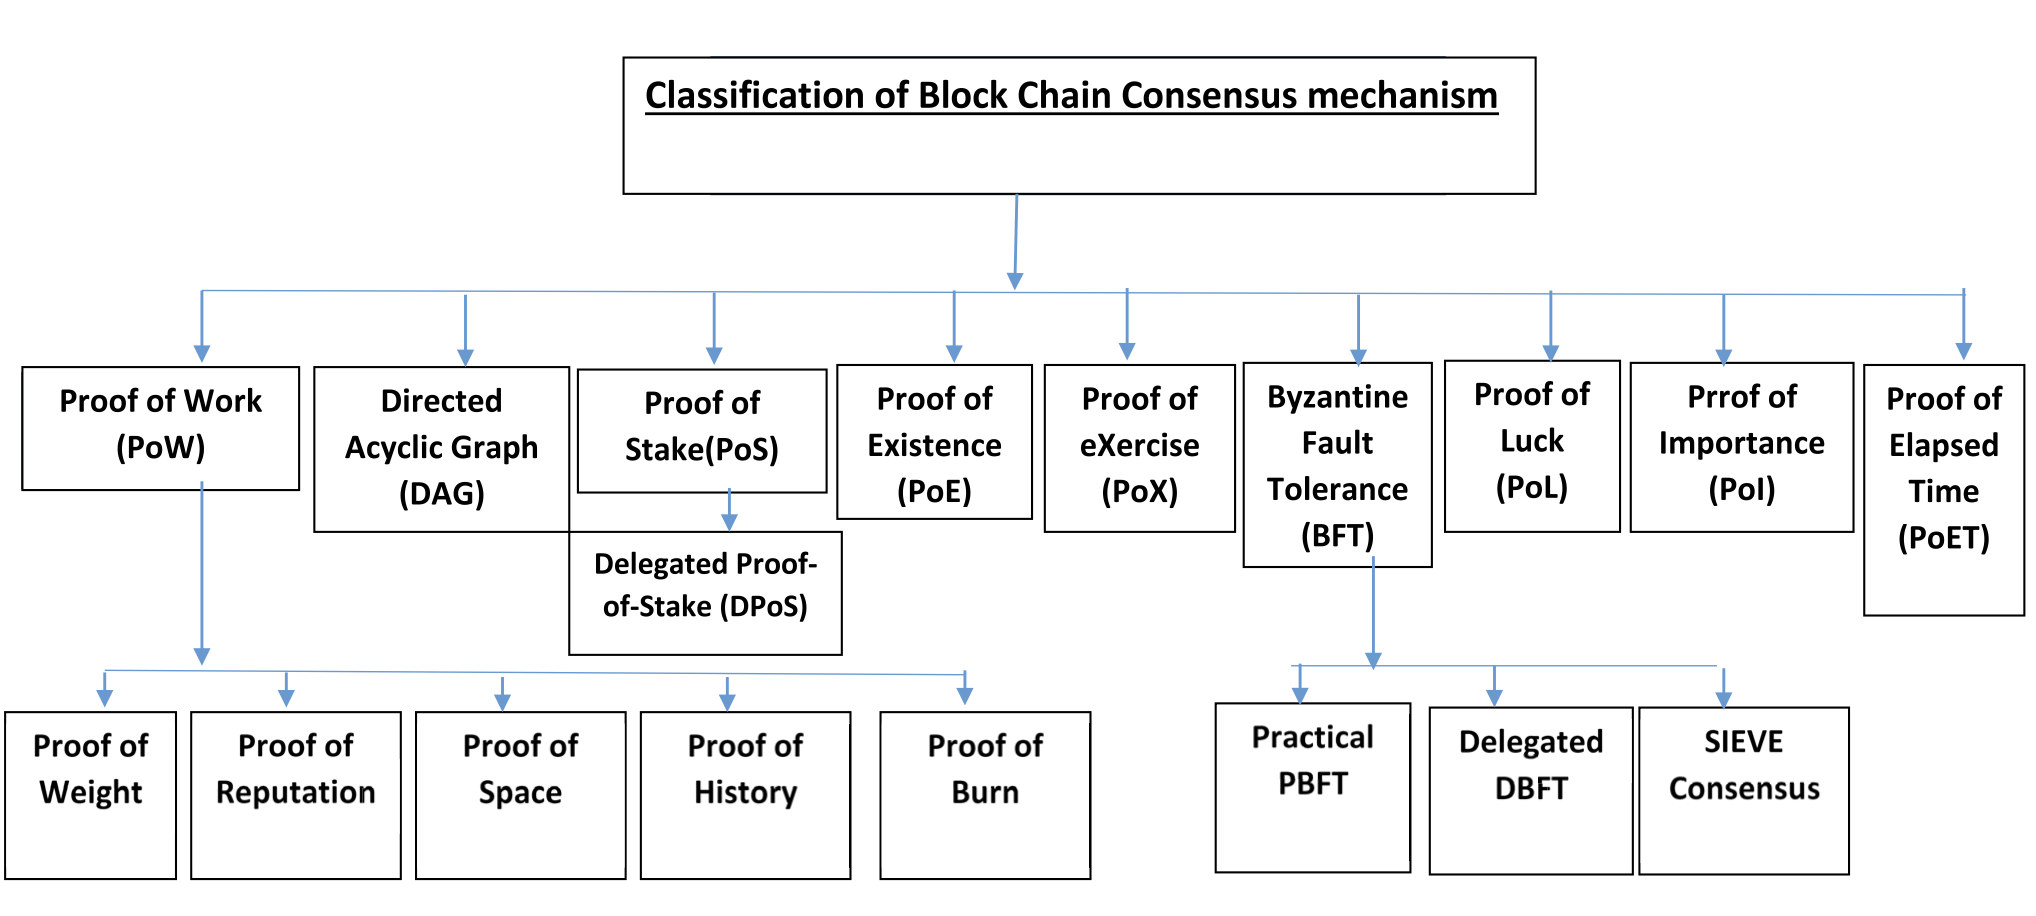 Classification of Block Chain Consensus mechanism
Proof of Work
(PoW)
Directed
Acyclic Graph
(DAG)
Proof of
Stake(PoS)
Proof of
Existence
(PoE)
Proof of
eXercise
(PoX)
Byzantine
Fault
Tolerance
(BFT)
Proof of
Luck
(PoL)
Prrof of
Importance
(PoI)
Proof of
Elapsed
Time
(PoET)
Delegated Proof-
of-Stake (DPoS)
Proof of
Weight
Proof of
Reputation
Proof of
Space
Proof of
History
Proof of
Burn
Practical
PBFT
Delegated
DBFT
SIEVE
Consensus